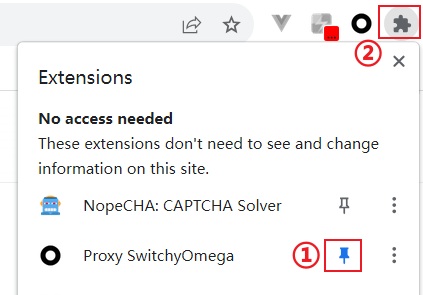 ②
Extensions
No access needed
These extensions don't need to see and change
information on this site.
NopeCHA: CAPTCHA Solver
Proxy SwitchyOmega ①